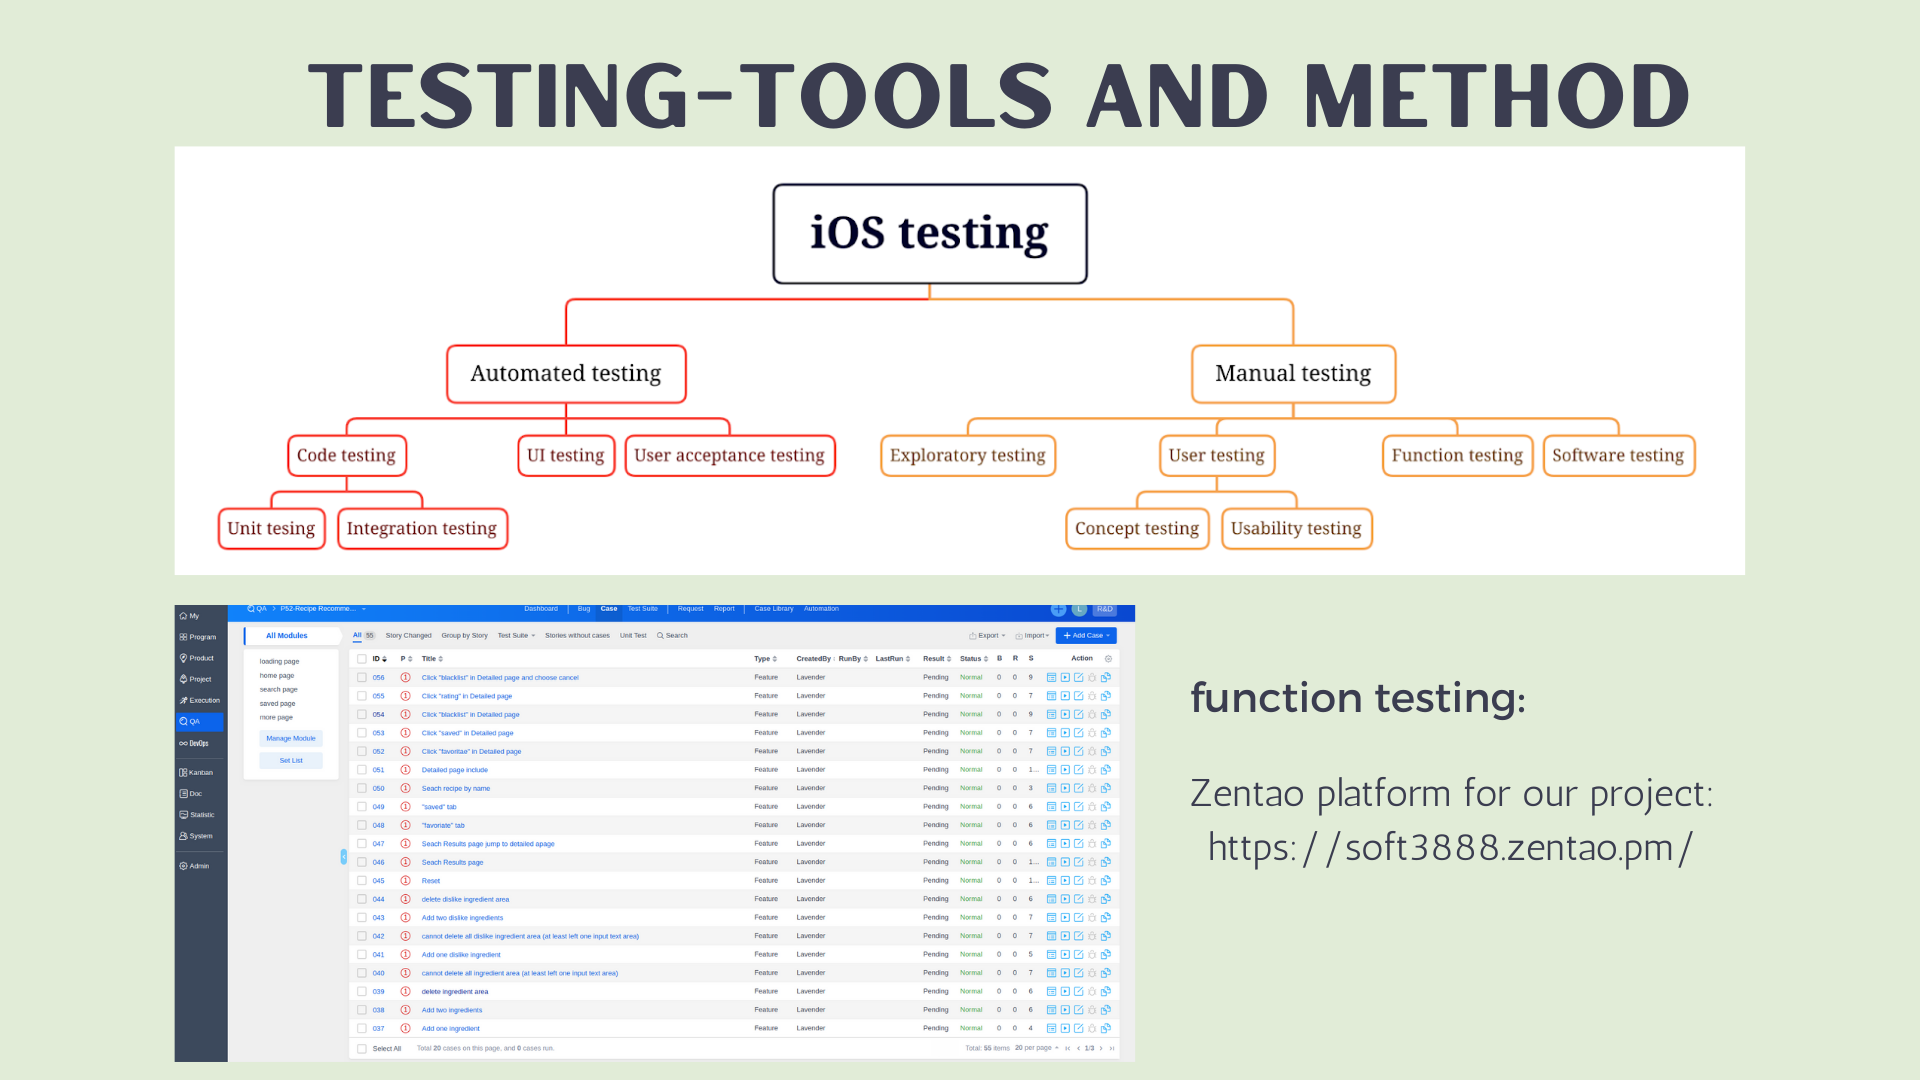 TESTING-TOOLS AND METHOD
iOS testing
Automated testing
Manual testing
Code testing
UI testing
User acceptance testing
Exploratory testing
User testing
Function testing
Software testing
Unit tesing
Integration testing
Concept testing
Usability testing
My
Program
Product
Project
Execution
QA
DevOps
Kanban
Doc
Statistic
System
Admin
QA > P52-Recipe Recomme...
Dashboard Bug Case Test Suite Request Report Case Library Automation
L R&D
All Modules
loading page
home page
search page
saved page
more page
Manage Module
Set List
All 55 Story Changed Group by Story Test Suite Stories without cases Unit Test Search Export Import + Add Case
ID P Title Type CreatedBy RunBy LastRun Result Status B R S Action
056 1 Click "blacklist" in Detailed page and choose cancel Feature Lavender Pending Normal 0 0 9
055 1 Click "rating" in Detailed page Feature Lavender Pending Normal 0 0 7
054 1 Click "blacklist" in Detailed page Feature Lavender Pending Normal 0 0 9
053 1 Click "saved" in Detailed page Feature Lavender Pending Normal 0 0 7
052 1 Click "favoritae" in Detailed page Feature Lavender Pending Normal 0 0 7
051 1 Detailed page include Feature Lavender Pending Normal 0 0 1...
050 1 Seach recipe by name Feature Lavender Pending Normal 0 0 3
049 1 "saved" tab Feature Lavender Pending Normal 0 0 6
048 1 "favoriate" tab Feature Lavender Pending Normal 0 0 6
047 1 Seach Results page jump to detailed apage Feature Lavender Pending Normal 0 0 6
046 1 Seach Results page Feature Lavender Pending Normal 0 0 1...
045 1 Reset Feature Lavender Pending Normal 0 0 1...
044 1 delete dislike ingredient area Feature Lavender Pending Normal 0 0 6
043 1 Add two dislike ingredients Feature Lavender Pending Normal 0 0 7
042 1 cannot delete all dislike ingredient area (at least left one input text area) Feature Lavender Pending Normal 0 0 7
041 1 Add one dislike ingredient Feature Lavender Pending Normal 0 0 5
040 1 cannot delete all ingredient area (at least left one input text area) Feature Lavender Pending Normal 0 0 7
039 1 delete ingredient area Feature Lavender Pending Normal 0 0 6
038 1 Add two ingredients Feature Lavender Pending Normal 0 0 6
037 1 Add one ingredient Feature Lavender Pending Normal 0 0 4
Select All Total 20 cases on this page, and 0 cases run. Total: 55 items 20 per page 1/3
function testing:
Zentao platform for our project:
https://soft3888.zentao.pm/